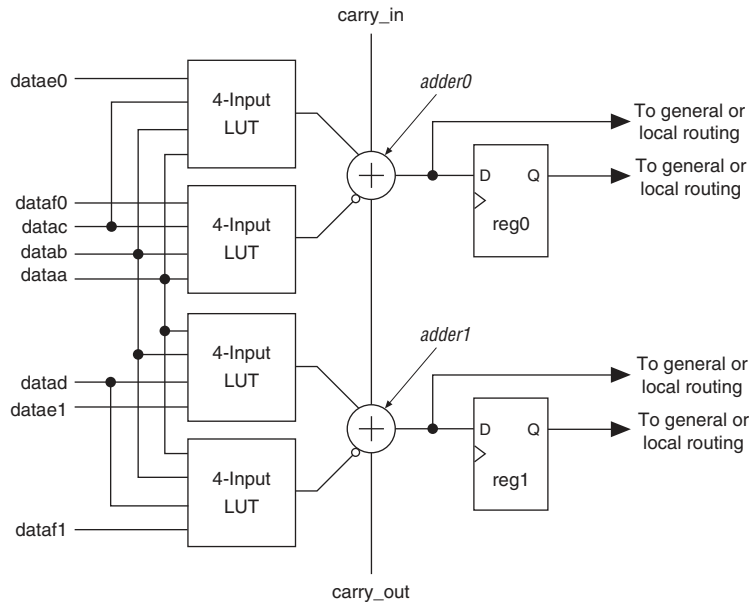 carry_in
datae0
4-Input
LUT
adder0
To general or
local routing
D Q
reg0
To general or
local routing
dataf0
datac
datab
dataa
4-Input
LUT
4-Input
LUT
adder1
To general or
local routing
datad
datae1
D Q
reg1
To general or
local routing
4-Input
LUT
dataf1
carry_out